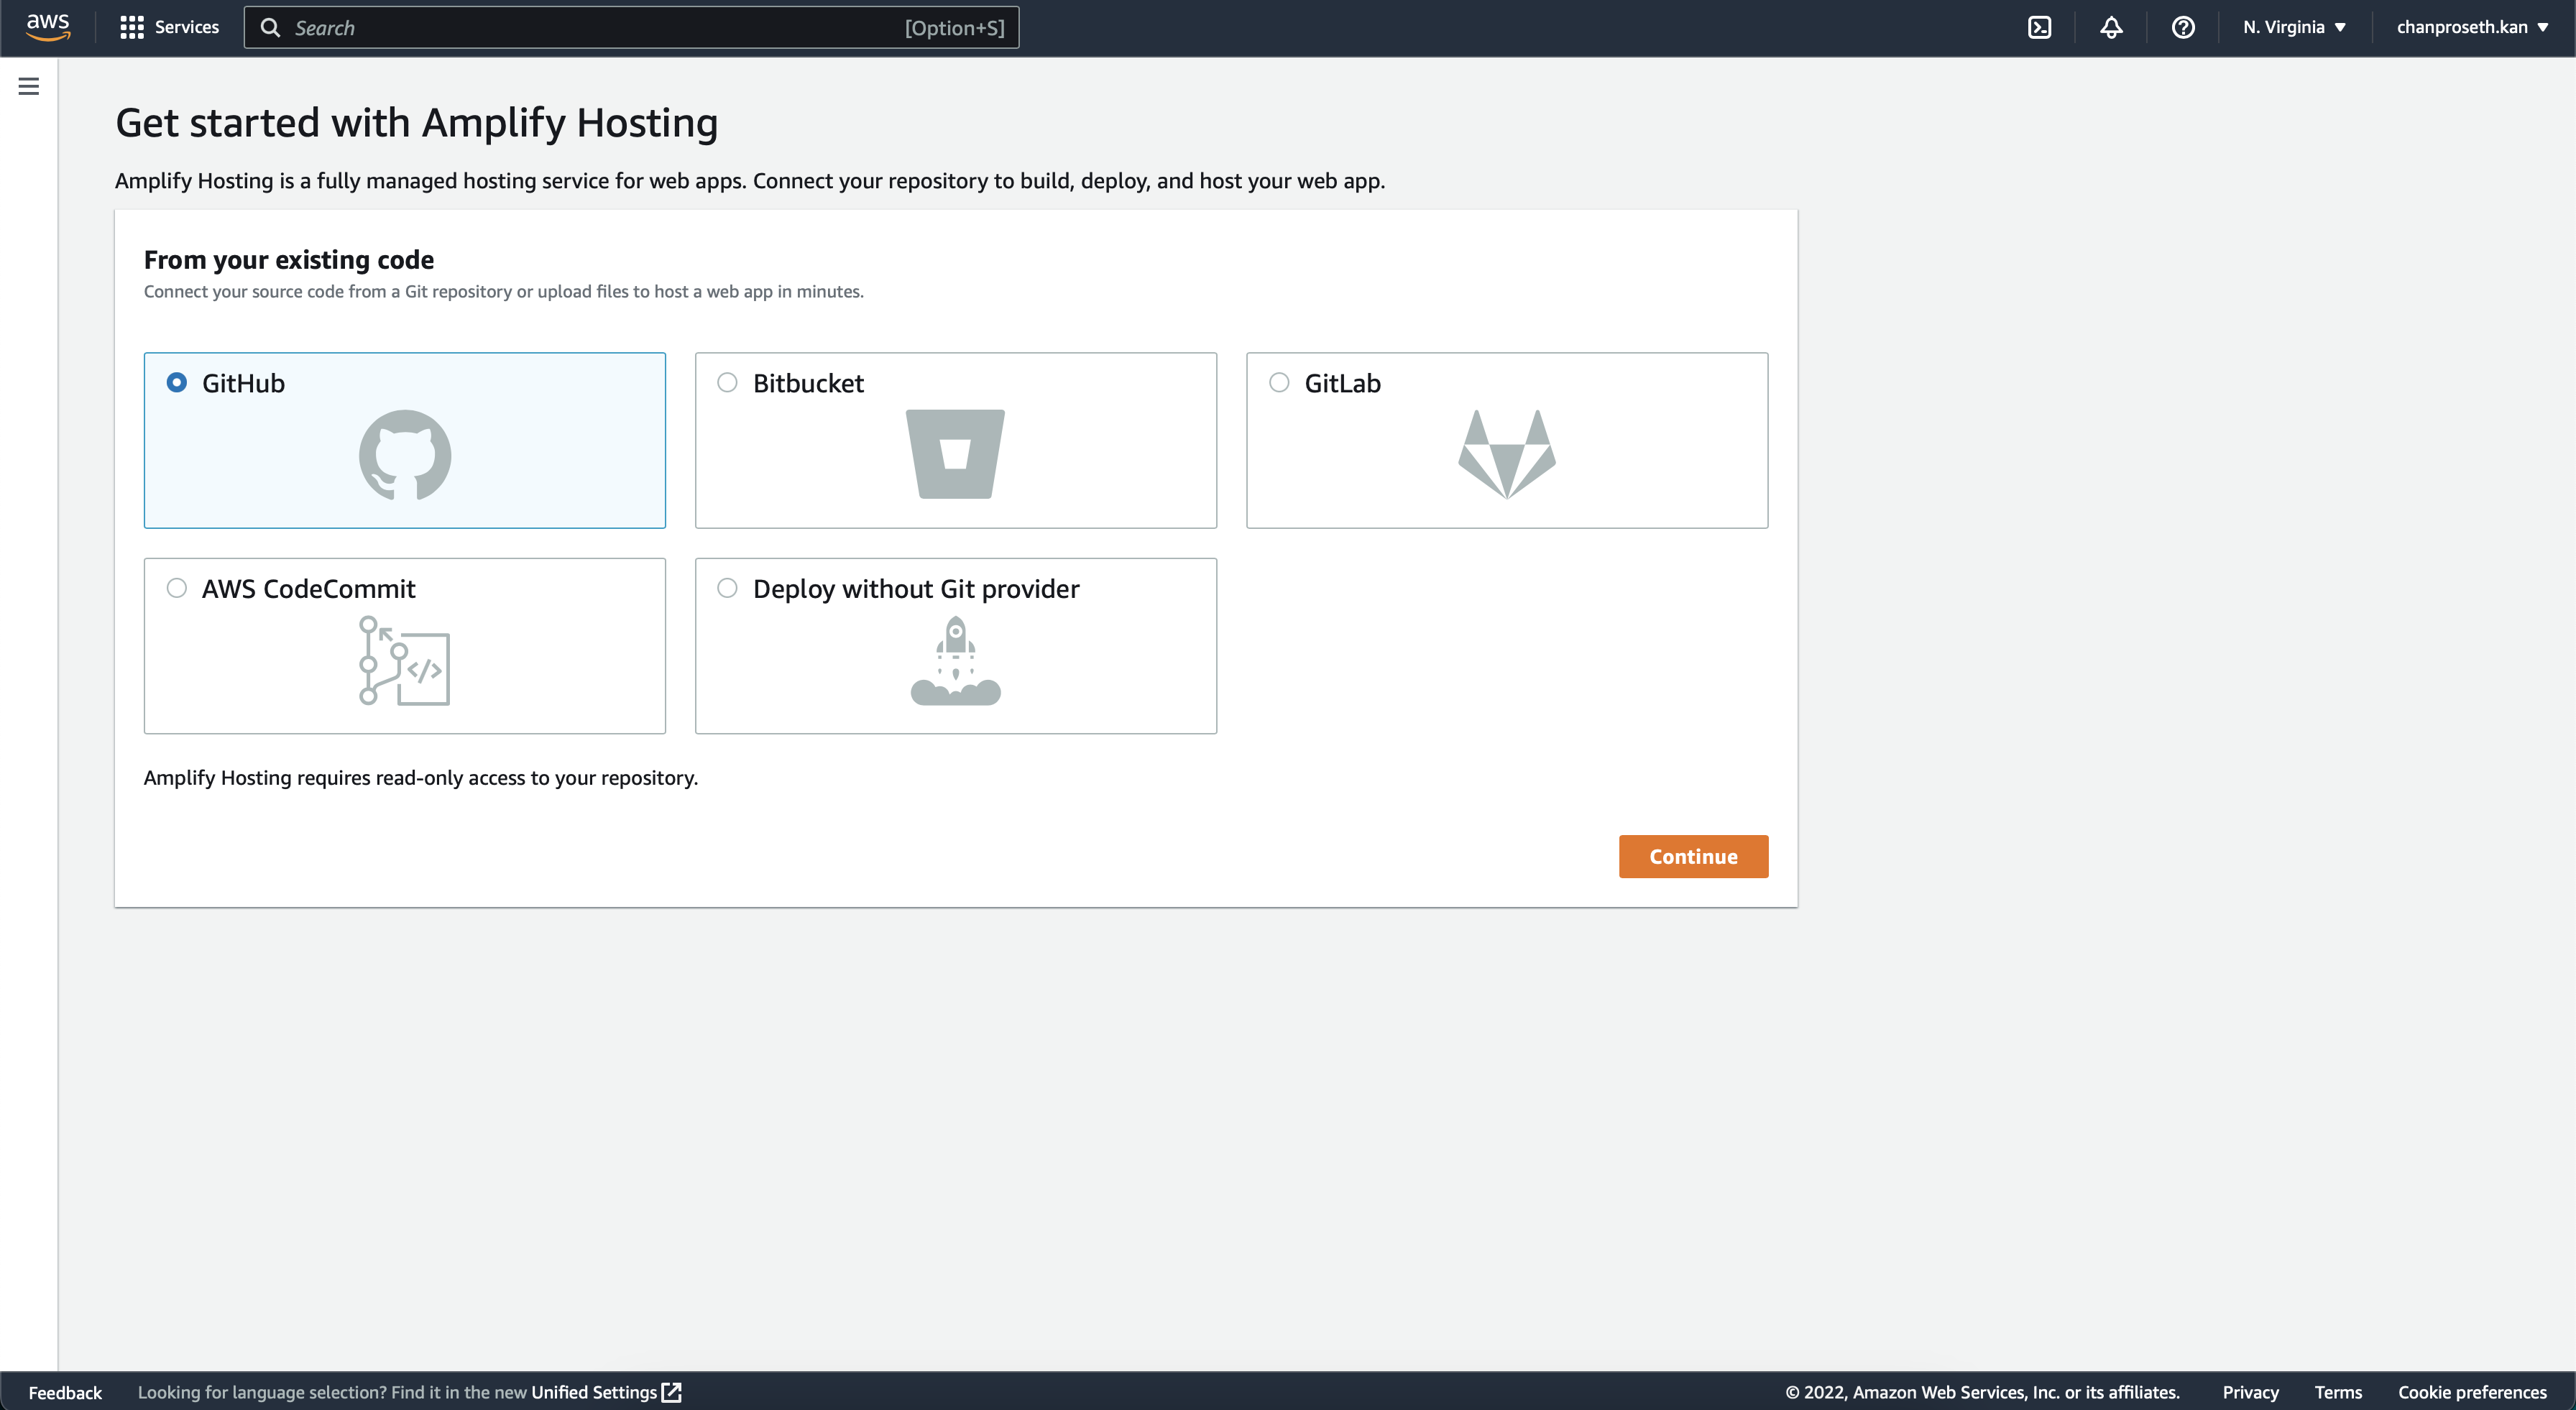 aws Services Search [Option+S] N. Virginia chanproseth.kan
Get started with Amplify Hosting
Amplify Hosting is a fully managed hosting service for web apps. Connect your repository to build, deploy, and host your web app.
From your existing code
Connect your source code from a Git repository or upload files to host a web app in minutes.
GitHub Bitbucket GitLab
AWS CodeCommit Deploy without Git provider
Amplify Hosting requires read-only access to your repository.
Continue
Feedback Looking for language selection? Find it in the new Unified Settings © 2022, Amazon Web Services, Inc. or its affiliates. Privacy Terms Cookie preferences